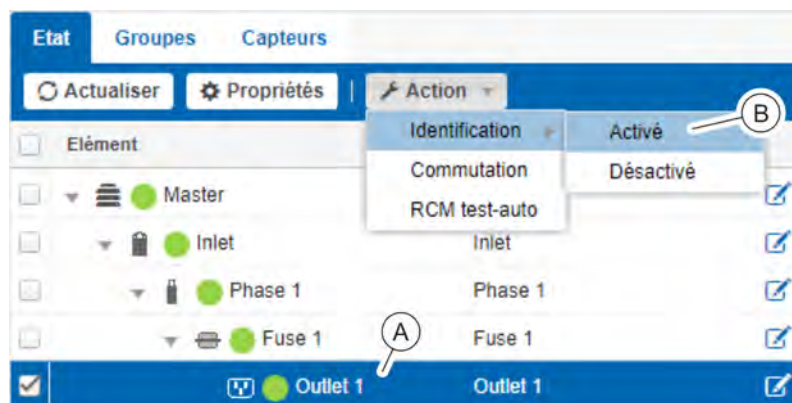 Etat Groupes Capteurs
Actualiser Propriétés Action
Identification Activé B
Elément
Commutation Désactivé
Master
RCM test-auto
Inlet Inlet
Phase 1 Phase 1
Fuse 1 A Fuse 1
Outlet 1 Outlet 1